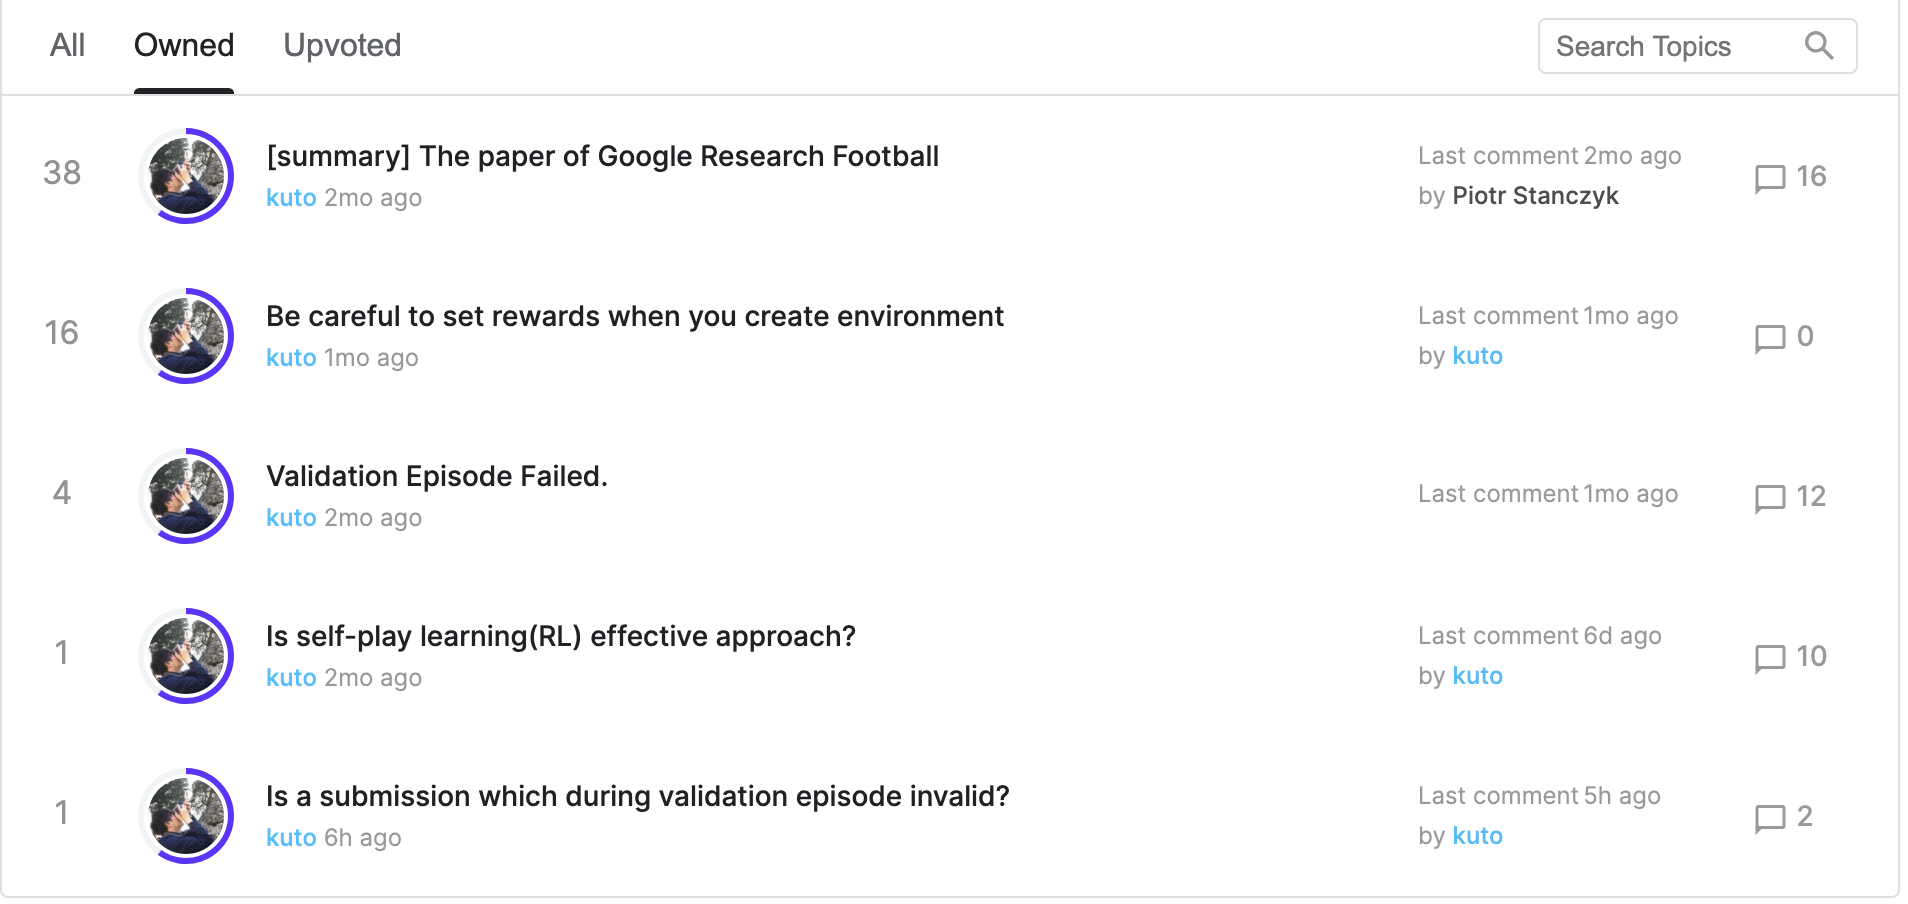 All Owned Upvoted Search Topics
38
[summary] The paper of Google Research Football
kuto 2mo ago
Last comment 2mo ago
by Piotr Stanczyk
16
16
Be careful to set rewards when you create environment
kuto 1mo ago
Last comment 1mo ago
by kuto
0
4
Validation Episode Failed.
kuto 2mo ago
Last comment 1mo ago
12
1
Is self-play learning(RL) effective approach?
kuto 2mo ago
Last comment 6d ago
by kuto
10
1
Is a submission which during validation episode invalid?
kuto 6h ago
Last comment 5h ago
by kuto
2